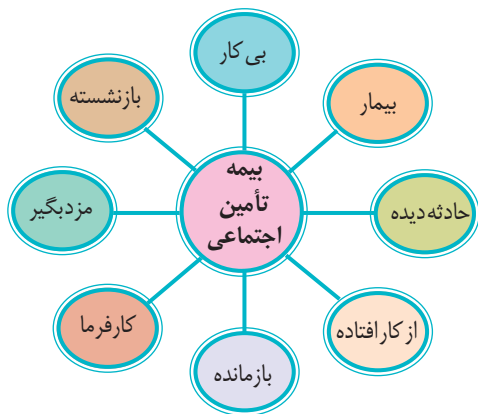 بی کار
بیمار
بازنشسته
بیمه
تأمین
اجتماعی
حادثه دیده
مزدبگیر
از کار افتاده
کارفرما
بازمانده